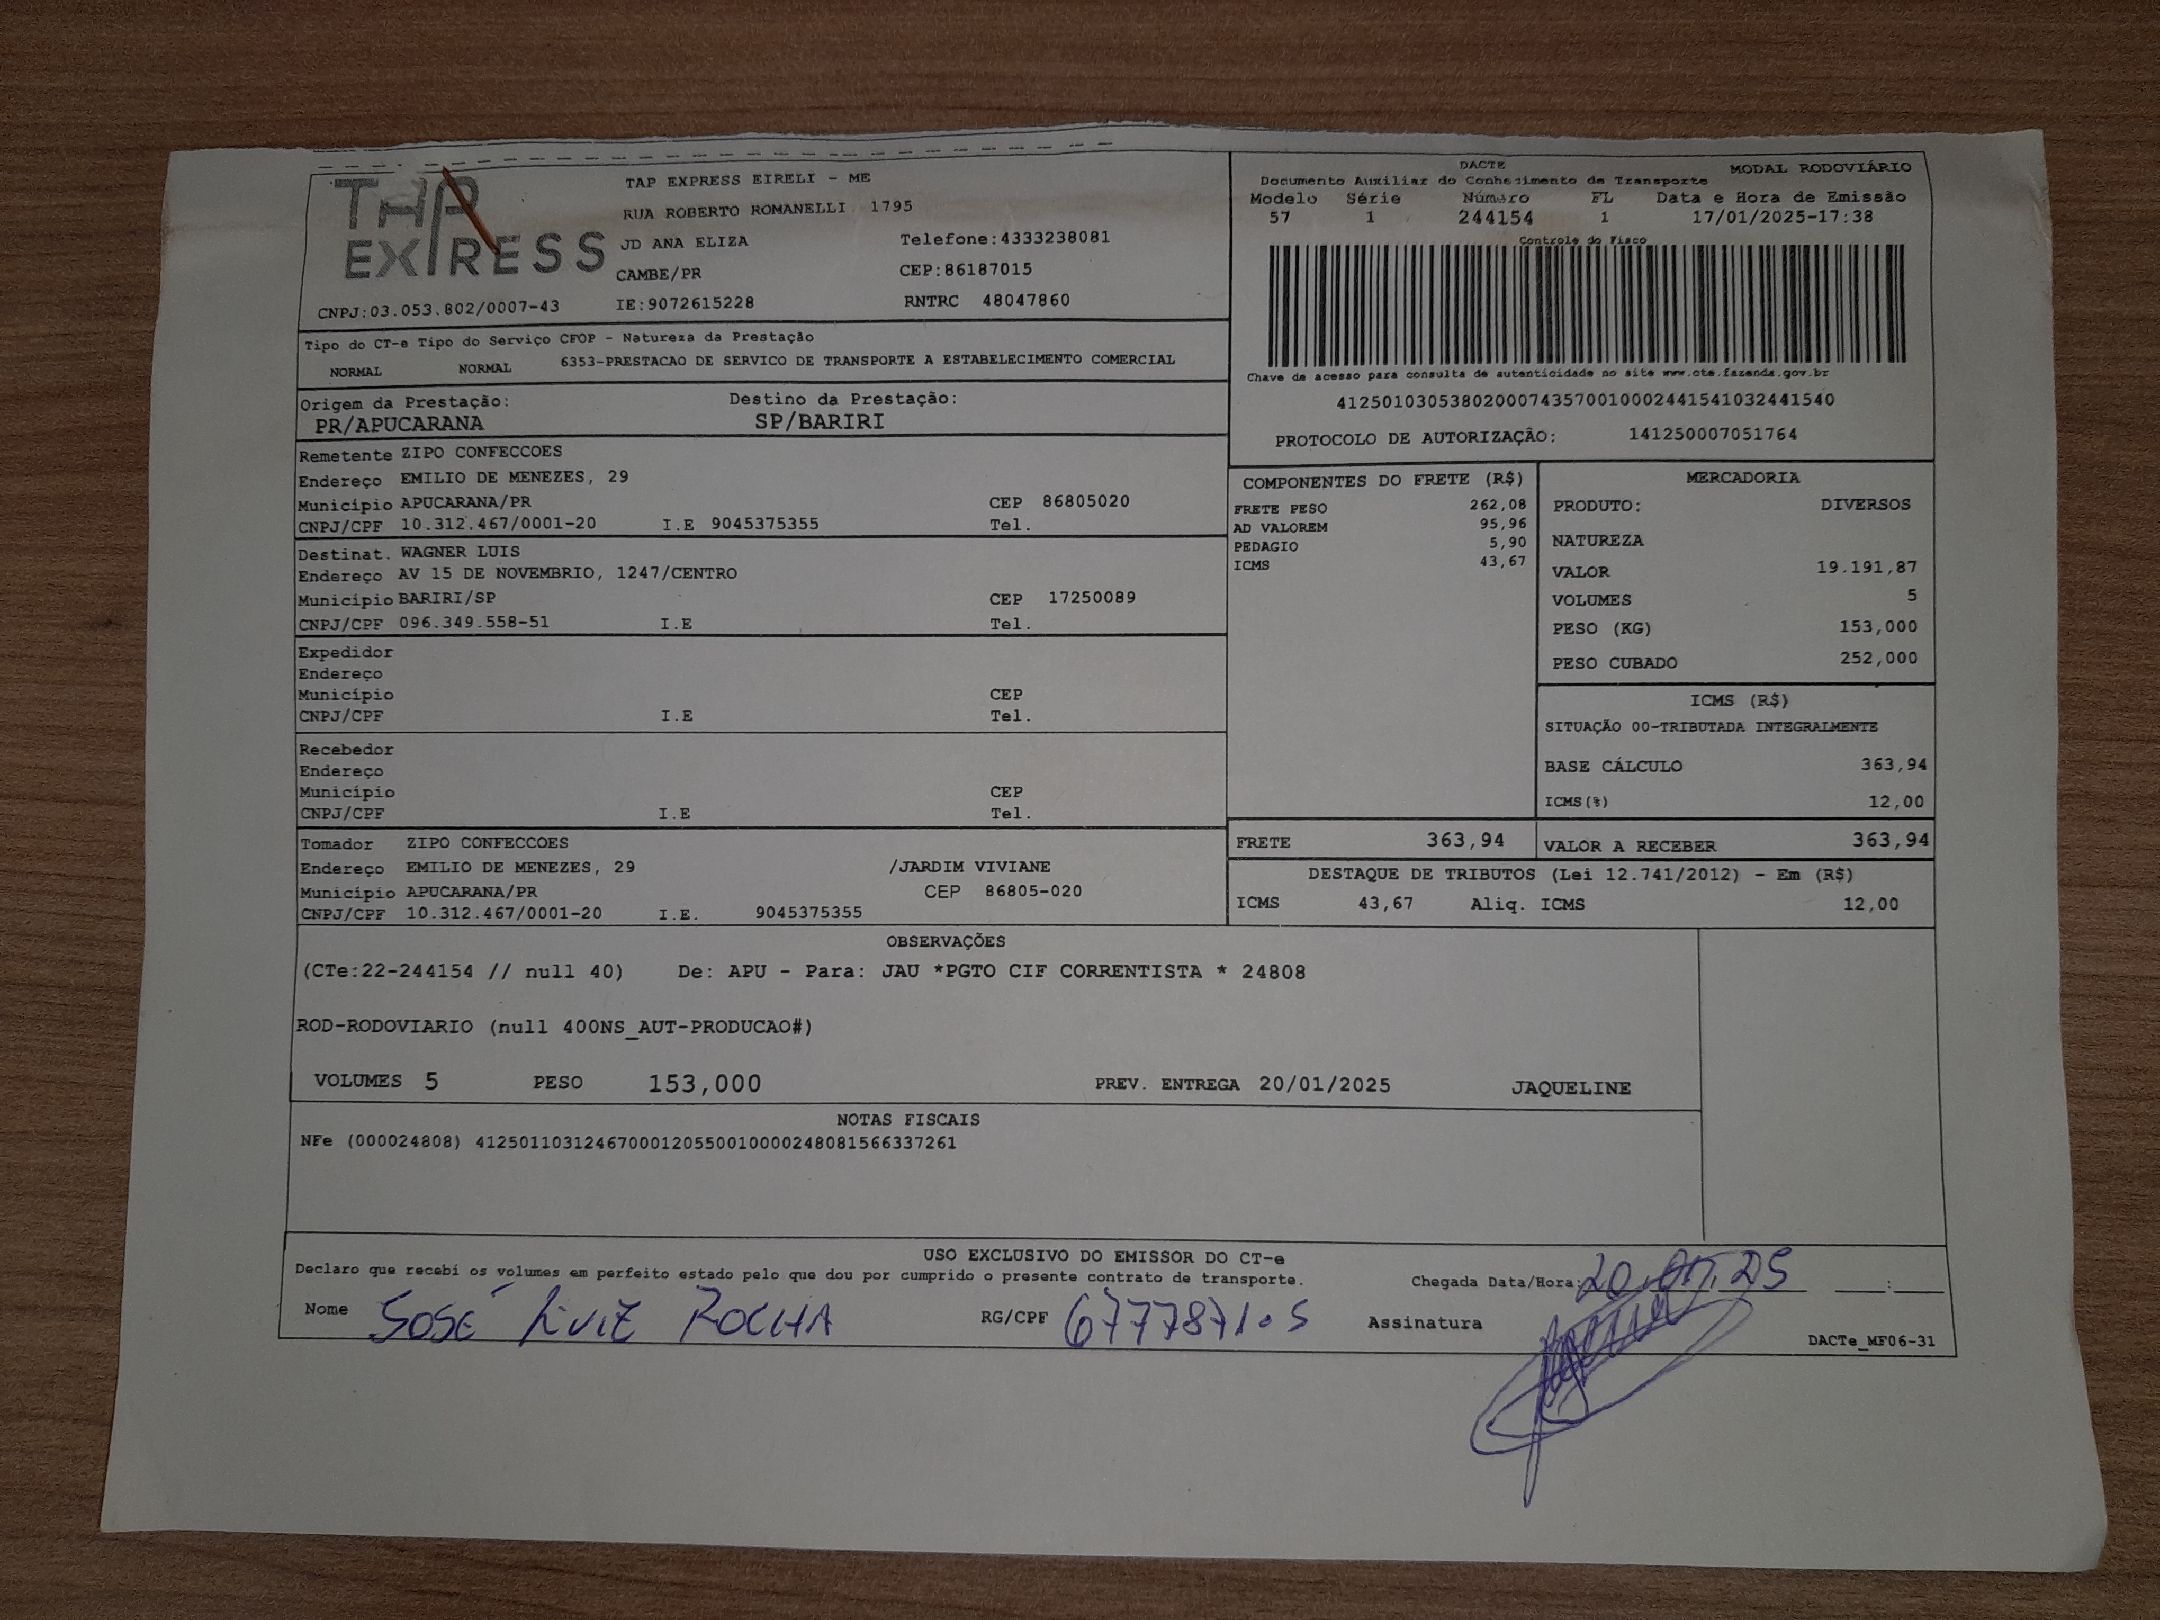 TAP EXPRESS
TAP EXPRESS EIRELI - ME
RUA ROBERTO ROMANELLI 1795
JD ANA ELIZA Telefone:4333238081
CAMBE/PR CEP:86187015
CNPJ:03.053.802/0007-43 IE:9072615228 RNTRC 48047860
DACTE MODAL RODOVIÁRIO
Documento Auxiliar do Conhecimento de Transporte
Modelo Série Número FL Data e Hora de Emissão
57 1 244154 1 17/01/2025-17:38
Controle do Fisco
Chave de acesso para consulta de autenticidade no site www.cte.fazenda.gov.br
41250103053802000743570010002441541032441540
PROTOCOLO DE AUTORIZAÇÃO: 141250007051764
Tipo do CT-e Tipo do Serviço CFOP - Natureza da Prestação
NORMAL NORMAL 6353-PRESTACAO DE SERVICO DE TRANSPORTE A ESTABELECIMENTO COMERCIAL
Origem da Prestação: Destino da Prestação:
PR/APUCARANA SP/BARIRI
Remetente ZIPO CONFECCOES
Endereço EMILIO DE MENEZES, 29
Município APUCARANA/PR CEP 86805020
CNPJ/CPF 10.312.467/0001-20 I.E 9045375355 Tel.
Destinat. WAGNER LUIS
Endereço AV 15 DE NOVEMBRIO, 1247/CENTRO
Município BARIRI/SP CEP 17250089
CNPJ/CPF 096.349.558-51 I.E Tel.
Expedidor
Endereço
Município CEP
CNPJ/CPF I.E Tel.
Recebedor
Endereço
Município CEP
CNPJ/CPF I.E Tel.
Tomador ZIPO CONFECCOES
Endereço EMILIO DE MENEZES, 29 /JARDIM VIVIANE
Município APUCARANA/PR CEP 86805-020
CNPJ/CPF 10.312.467/0001-20 I.E. 9045375355
COMPONENTES DO FRETE (R$)
FRETE PESO 262,08
AD VALOREM 95,96
PEDAGIO 5,90
ICMS 43,67
MERCADORIA
PRODUTO: DIVERSOS
NATUREZA
VALOR 19.191,87
VOLUMES 5
PESO (KG) 153,000
PESO CUBADO 252,000
ICMS (R$)
SITUAÇÃO 00-TRIBUTADA INTEGRALMENTE
BASE CÁLCULO 363,94
ICMS(%) 12,00
FRETE 363,94 VALOR A RECEBER 363,94
DESTAQUE DE TRIBUTOS (Lei 12.741/2012) - Em (R$)
ICMS 43,67 Aliq. ICMS 12,00
OBSERVAÇÕES
(CTe:22-244154 // null 40) De: APU - Para: JAU *PGTO CIF CORRENTISTA * 24808
ROD-RODOVIARIO (null 400NS_AUT-PRODUCAO#)
VOLUMES 5 PESO 153,000 PREV. ENTREGA 20/01/2025 JAQUELINE
NOTAS FISCAIS
NFe (000024808) 41250110312467000120550010000248081566337261
USO EXCLUSIVO DO EMISSOR DO CT-e
Declaro que recebi os volumes em perfeito estado pelo que dou por cumprido o presente contrato de transporte. Chegada Data/Hora: 20.01.25 :
Nome JOSÉ LUIZ ROCHA RG/CPF 6777871-5 Assinatura
DACTe_MF06-31